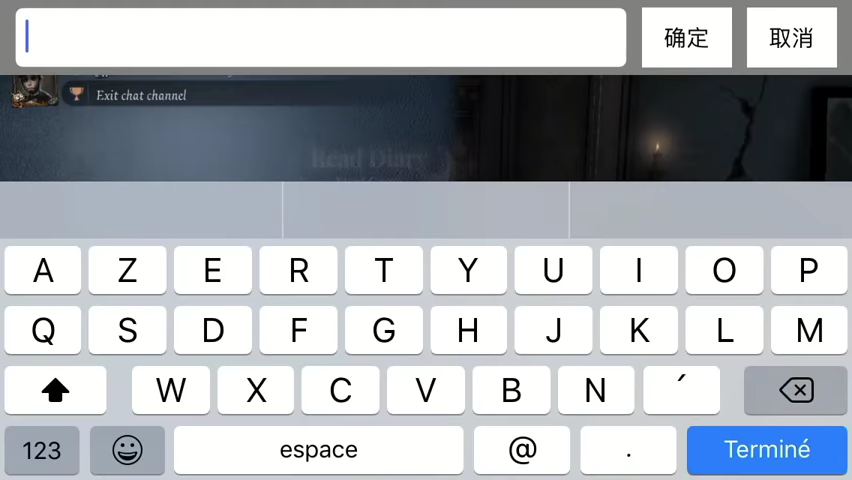 确定 取消
Exit chat channel
Read Diary
A Z E R T Y U I O P
Q S D F G H J K L M
W X C V B N ´
123 espace @ . Terminé